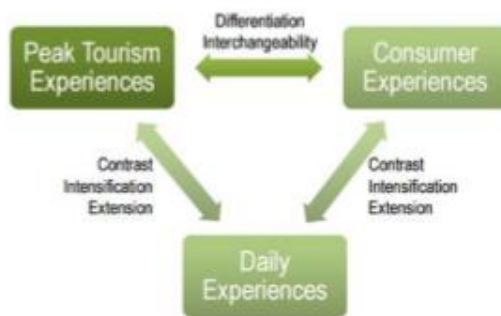 Differentiation
Interchangeability
Peak Tourism
Experiences
Consumer
Experiences
Contrast
Intensification
Extension
Contrast
Intensification
Extension
Daily
Experiences